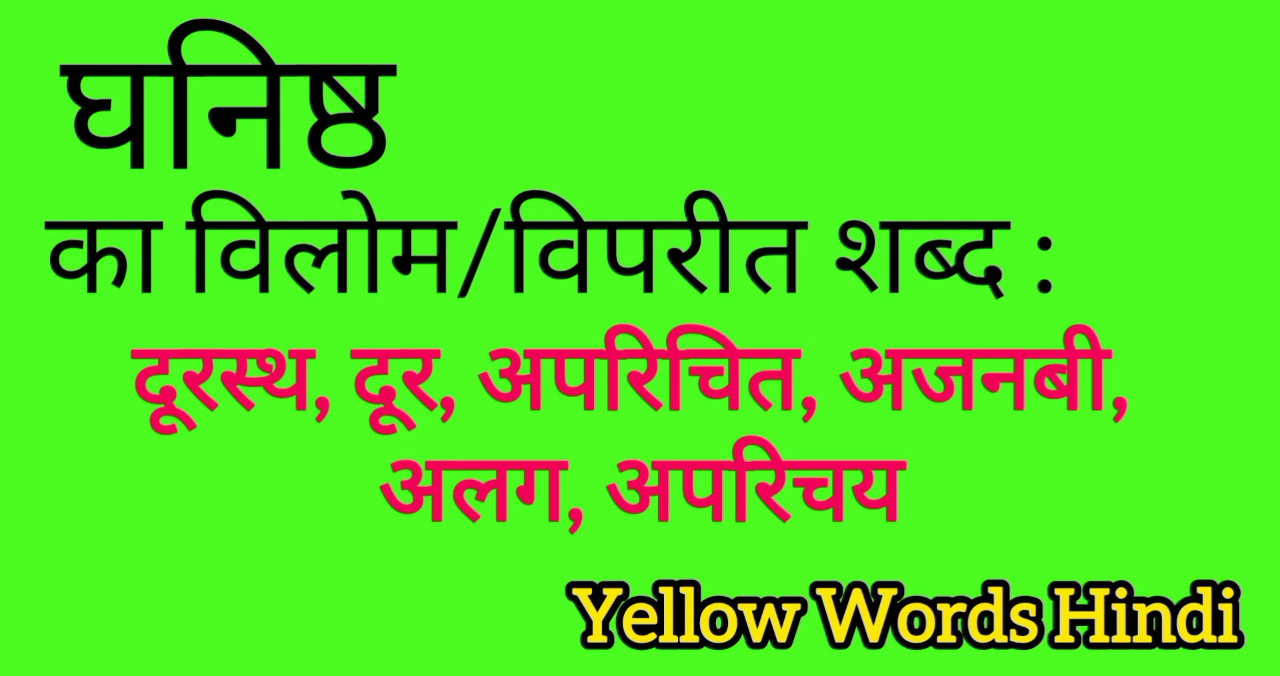 घनिष्ठ
का विलोम/विपरीत शब्द :
दूरस्थ, दूर, अपरिचित, अजनबी,
अलग, अपरिचय
Yellow Words Hindi